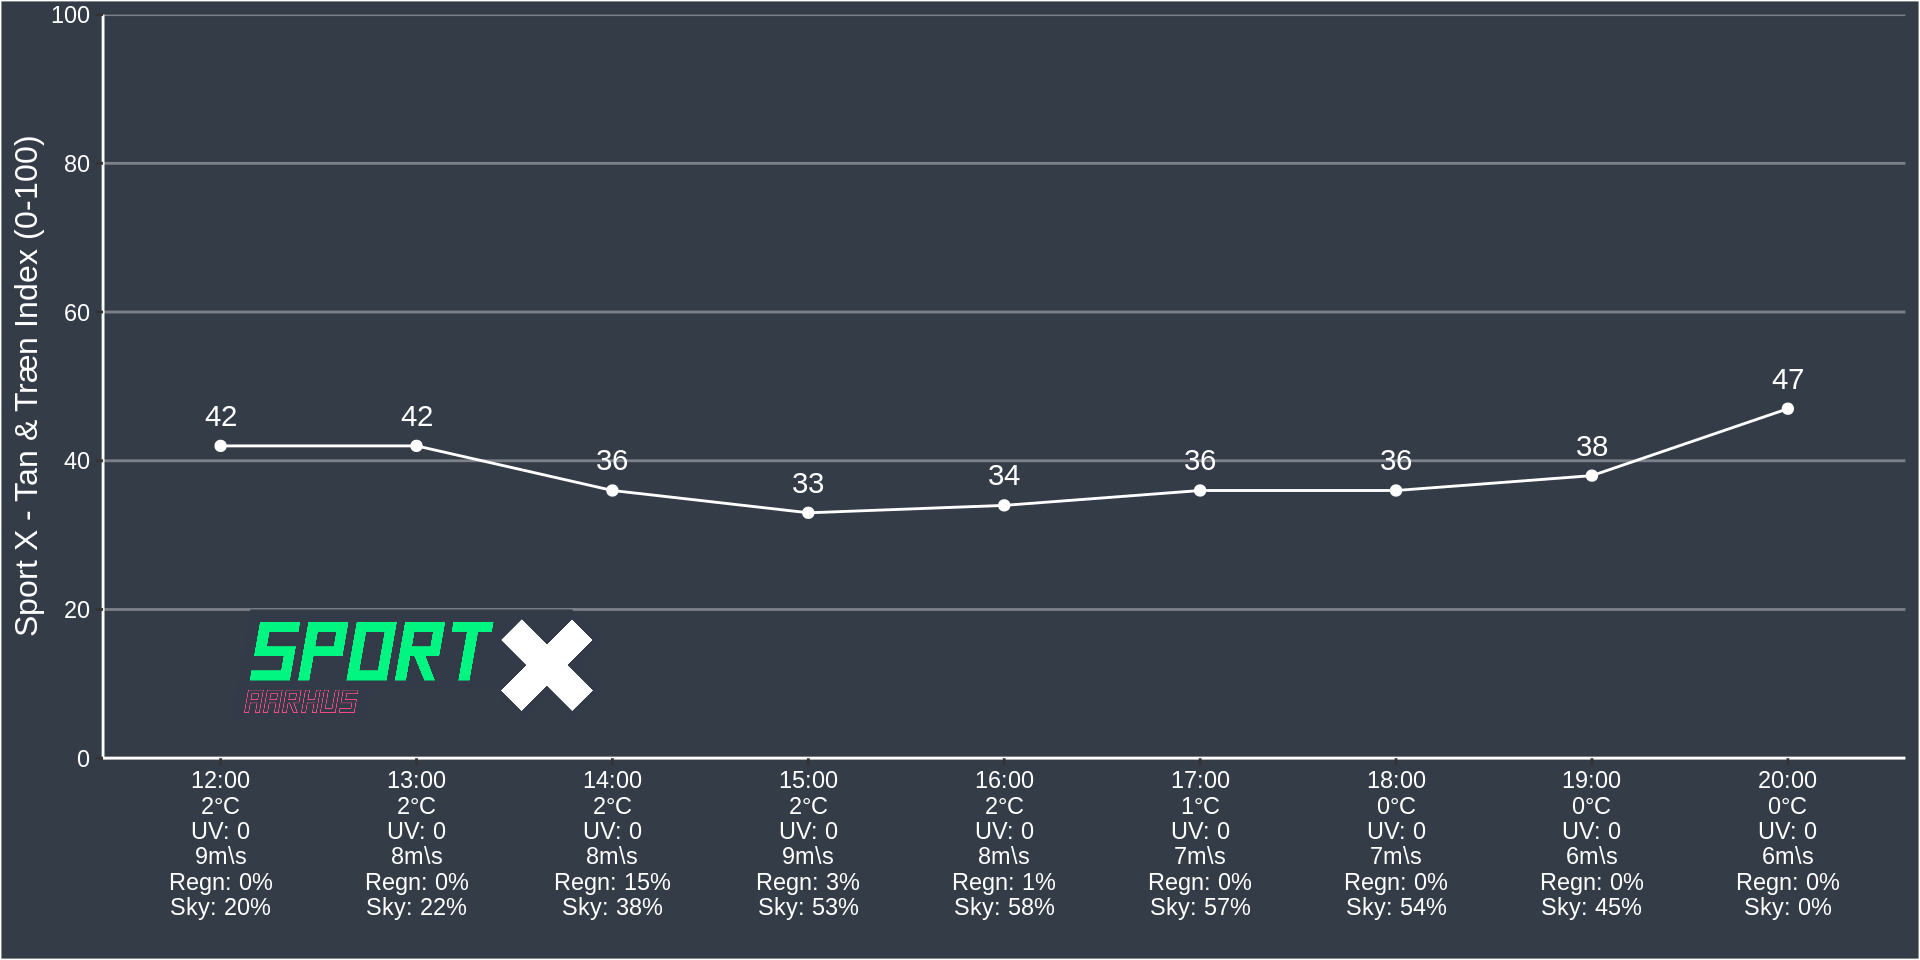 Sport X - Tan & Træn Index (0-100)
100
80
60
40
20
0
42
42
36
33
34
36
36
38
47
SPORT X
AARHUS
12:00 13:00 14:00 15:00 16:00 17:00 18:00 19:00 20:00
2°C 2°C 2°C 2°C 2°C 1°C 0°C 0°C 0°C
UV: 0 UV: 0 UV: 0 UV: 0 UV: 0 UV: 0 UV: 0 UV: 0 UV: 0
9m\s 8m\s 8m\s 9m\s 8m\s 7m\s 7m\s 6m\s 6m\s
Regn: 0% Regn: 0% Regn: 15% Regn: 3% Regn: 1% Regn: 0% Regn: 0% Regn: 0% Regn: 0%
Sky: 20% Sky: 22% Sky: 38% Sky: 53% Sky: 58% Sky: 57% Sky: 54% Sky: 45% Sky: 0%